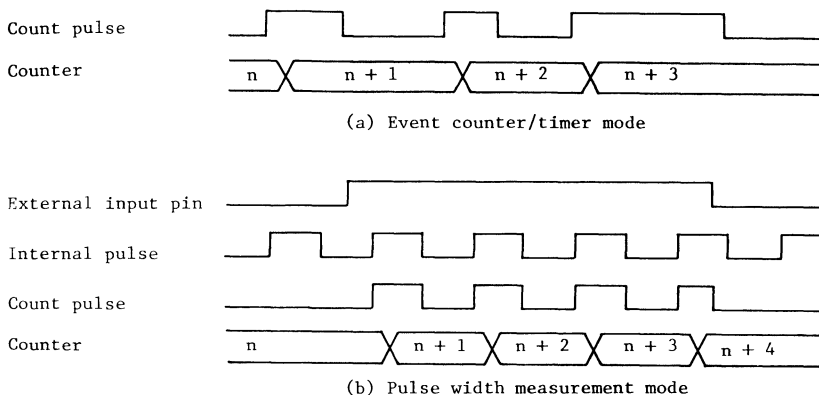 Count pulse
Counter
n n + 1 n + 2 n + 3
(a) Event counter/timer mode
External input pin
Internal pulse
Count pulse
Counter
n n + 1 n + 2 n + 3 n + 4
(b) Pulse width measurement mode